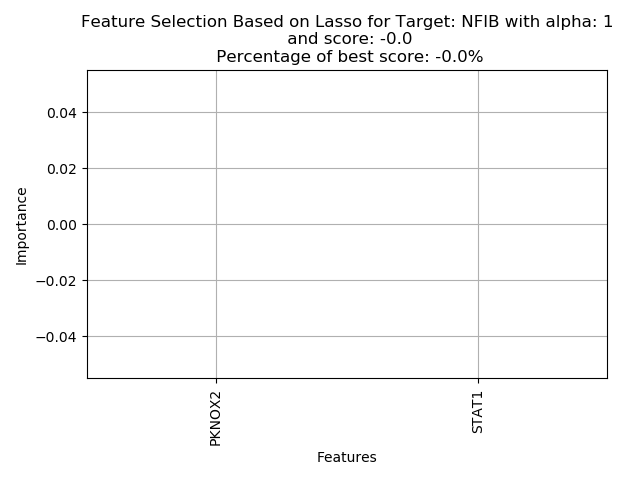 Feature Selection Based on Lasso for Target: NFIB with alpha: 1
and score: -0.0
Percentage of best score: -0.0%
0.04
0.02
0.00
−0.02
−0.04
Importance
PKNOX2
STAT1
Features